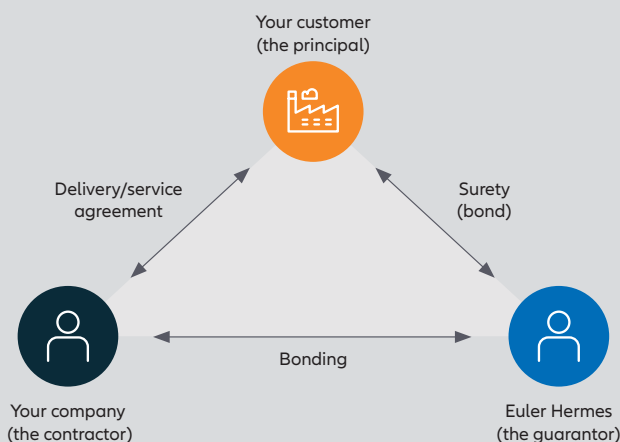 Your customer
(the principal)
Delivery/service
agreement
Surety
(bond)
Bonding
Your company
(the contractor)
Euler Hermes
(the guarantor)